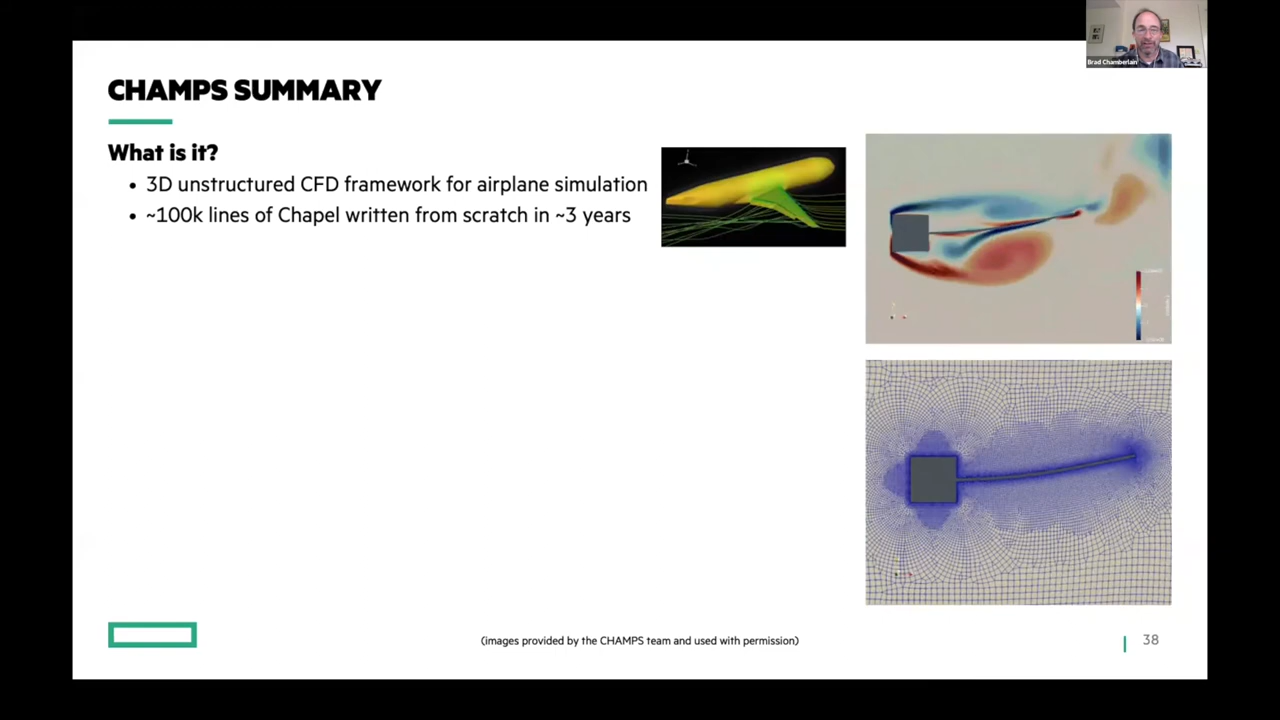 Brad Chamberlain
CHAMPS SUMMARY
What is it?
• 3D unstructured CFD framework for airplane simulation
• ~100k lines of Chapel written from scratch in ~3 years
(images provided by the CHAMPS team and used with permission)
38